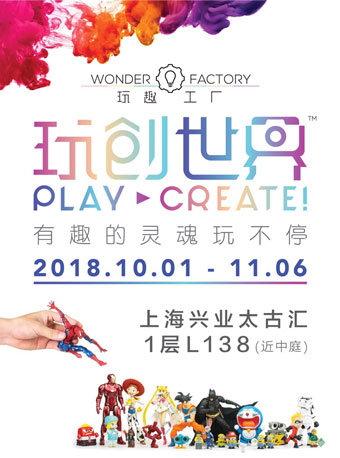 WONDER FACTORY
玩趣工厂
玩创世界™
PLAY ▶ CREATE!
有趣的灵魂玩不停
2018.10.01 - 11.06
上海兴业太古汇
1层L138(近中庭)